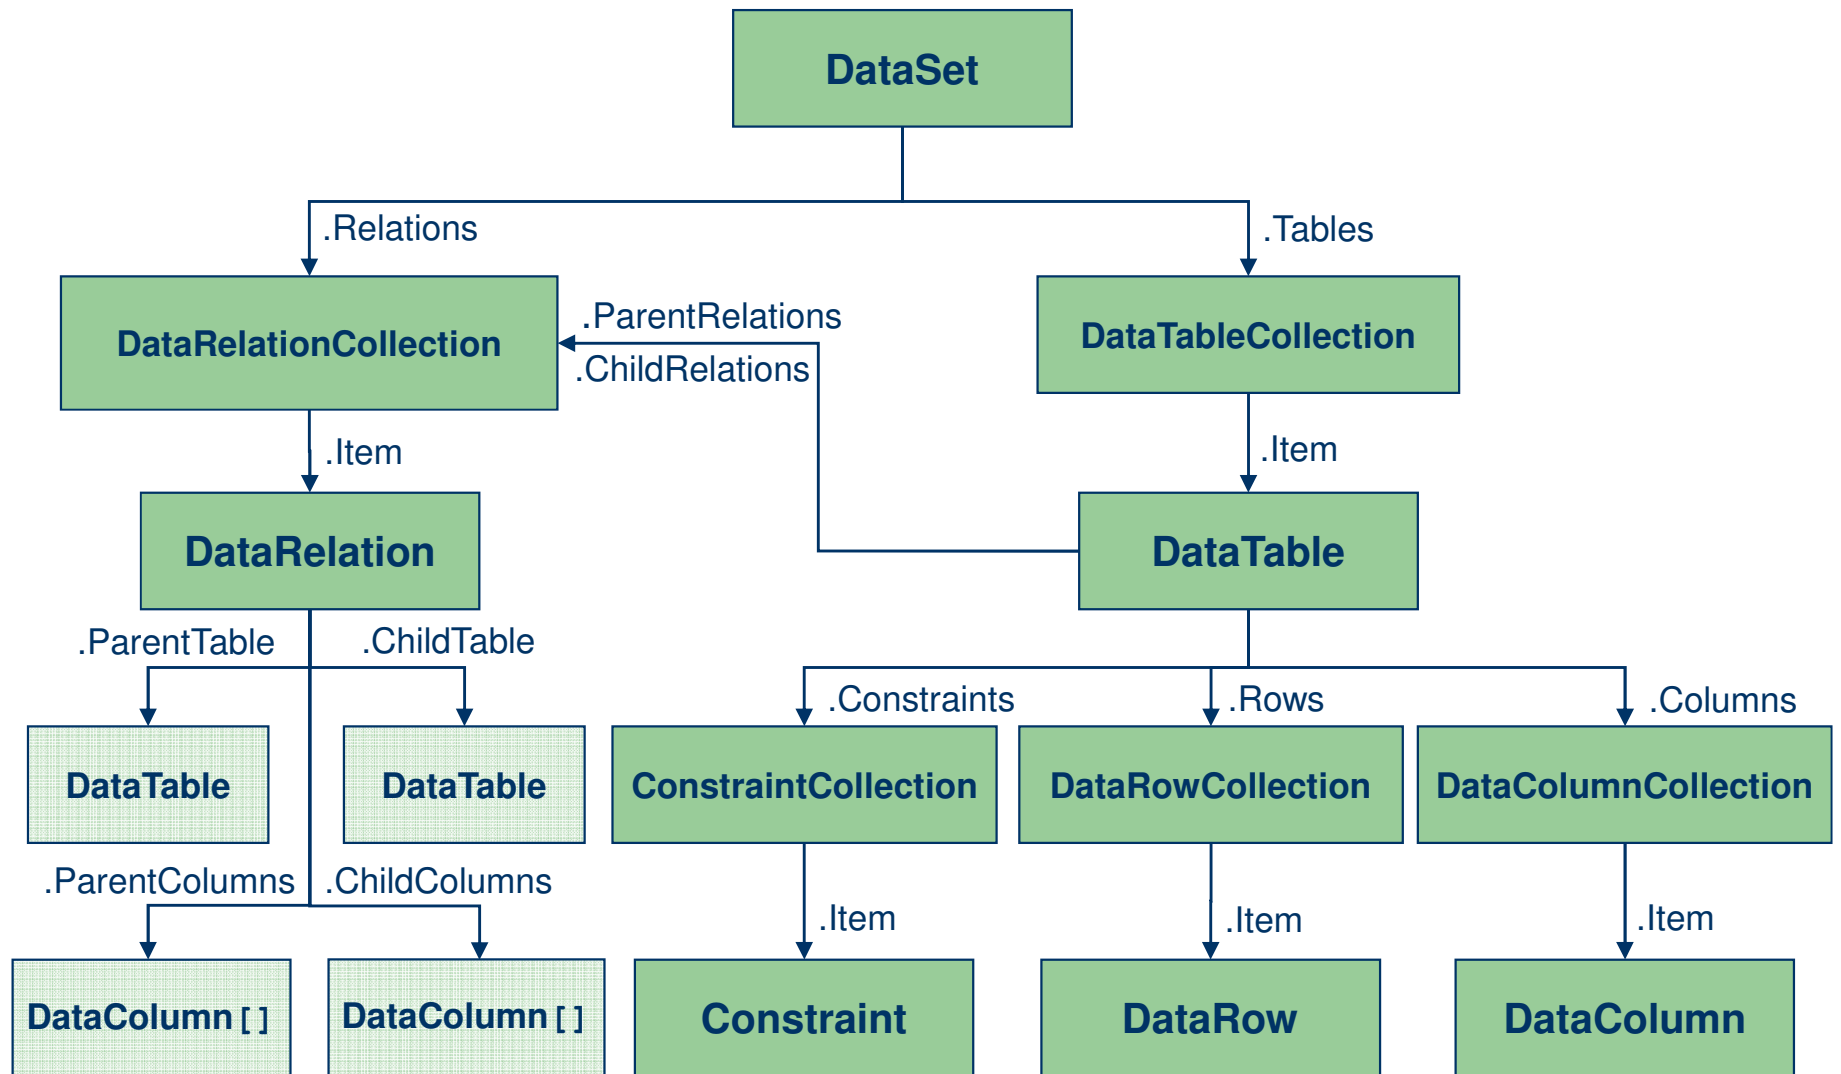 DataSet
.Relations
.Tables
DataRelationCollection
.ParentRelations
.ChildRelations
DataTableCollection
.Item
.Item
DataRelation
DataTable
.ParentTable
.ChildTable
.Constraints
.Rows
.Columns
DataTable
DataTable
ConstraintCollection
DataRowCollection
DataColumnCollection
.ParentColumns
.ChildColumns
.Item
.Item
.Item
DataColumn [ ]
DataColumn [ ]
Constraint
DataRow
DataColumn